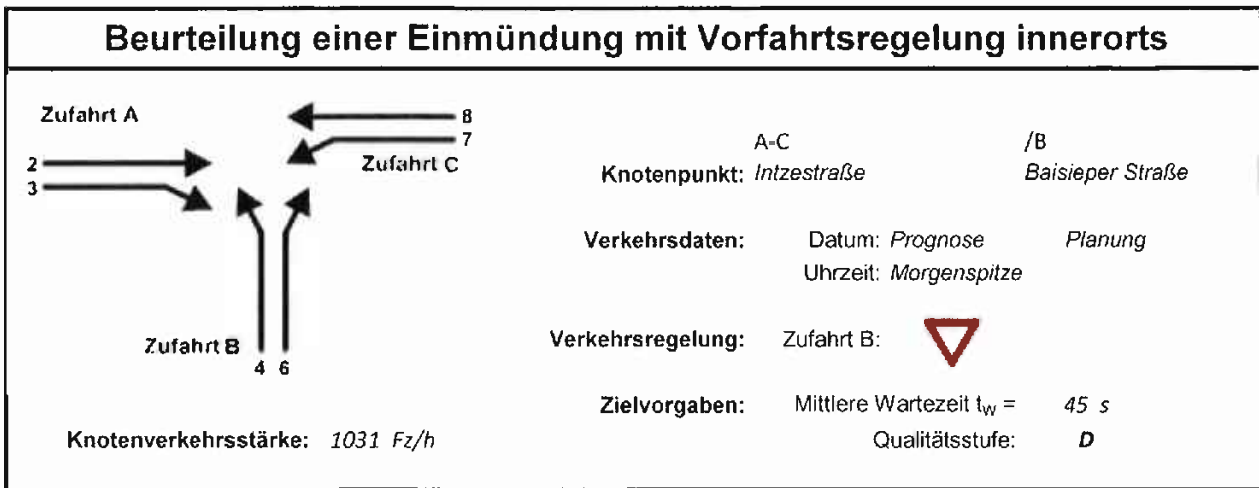 Beurteilung einer Einmündung mit Vorfahrtsregelung innerorts
Zufahrt A
8
7
2
Zufahrt C
3
Zufahrt B
4 6
Knotenverkehrsstärke: 1031 Fz/h
A-C /B
Knotenpunkt: Intzestraße Baisieper Straße
Verkehrsdaten: Datum: Prognose Planung
Uhrzeit: Morgenspitze
Verkehrsregelung: Zufahrt B:
Zielvorgaben: Mittlere Wartezeit tW = 45 s
Qualitätsstufe: D